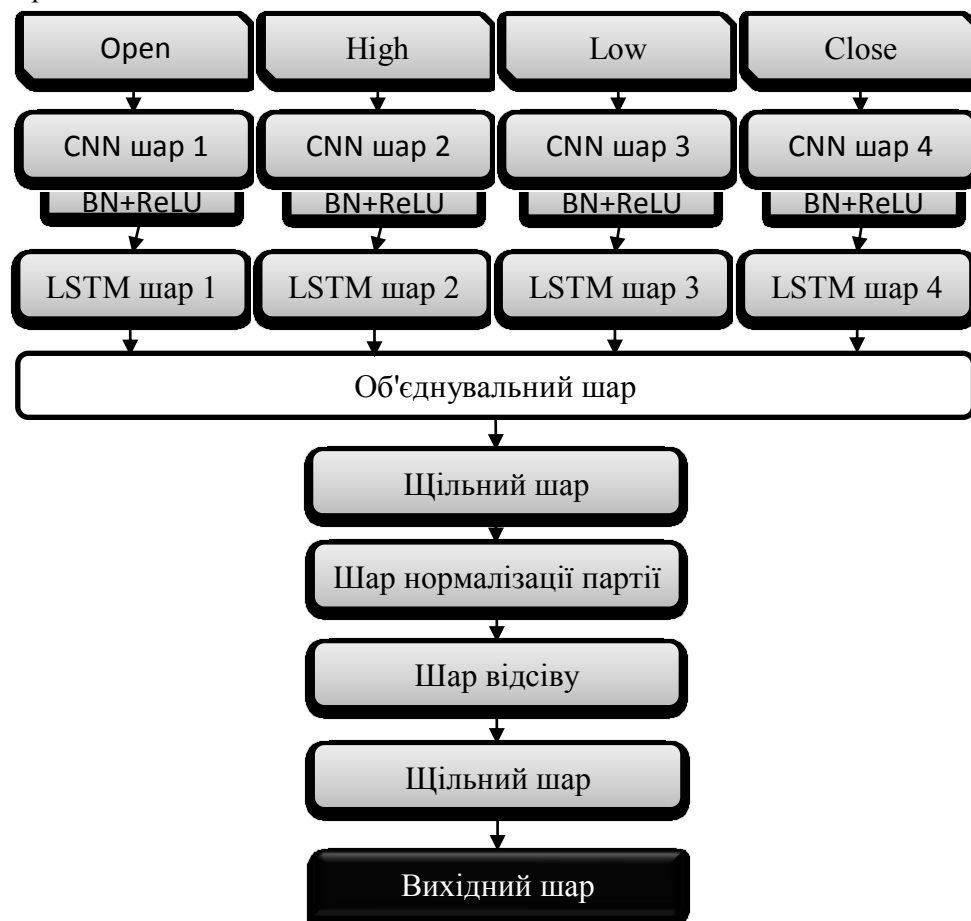 Open High Low Close
CNN шар 1 CNN шар 2 CNN шар 3 CNN шар 4
BN+ReLU BN+ReLU BN+ReLU BN+ReLU
LSTM шар 1 LSTM шар 2 LSTM шар 3 LSTM шар 4
Об'єднувальний шар
Щільний шар
Шар нормалізації партії
Шар відсіву
Щільний шар
Вихідний шар